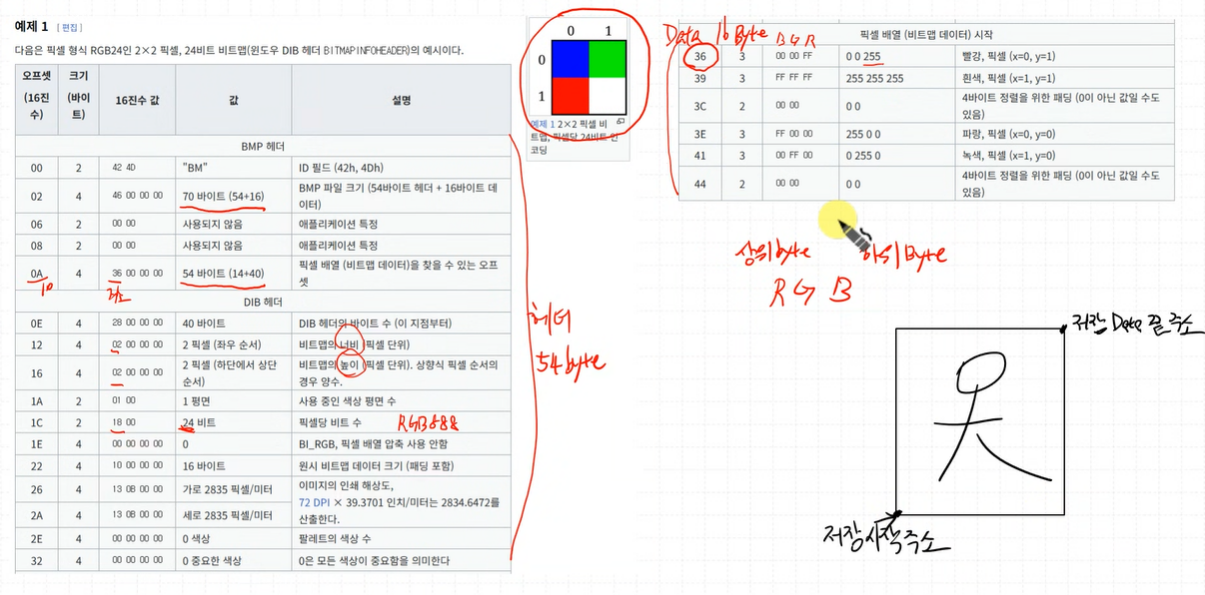 예제 1 [편집]
다음은 픽셀 형식 RGB24인 2×2 픽셀, 24비트 비트맵(윈도우 DIB 헤더 BITMAPINFOHEADER)의 예시이다.
오프셋 (16진수) 크기 (바이트) 16진수 값 값 설명
BMP 헤더
00 2 42 4D "BM" ID 필드 (42h, 4Dh)
02 4 46 00 00 00 70 바이트 (54+16) BMP 파일 크기 (54바이트 헤더 + 16바이트 데이터)
06 2 00 00 사용되지 않음 애플리케이션 특정
08 2 00 00 사용되지 않음 애플리케이션 특정
0A 4 36 00 00 00 54 바이트 (14+40) 픽셀 배열 (비트맵 데이터)을 찾을 수 있는 오프셋
10
DIB 헤더
0E 4 28 00 00 00 40 바이트 DIB 헤더의 바이트 수 (이 지점부터)
12 4 02 00 00 00 2 픽셀 (좌우 순서) 비트맵의 너비 (픽셀 단위)
16 4 02 00 00 00 2 픽셀 (하단에서 상단 순서) 비트맵의 높이 (픽셀 단위). 상향식 픽셀 순서의 경우 양수.
1A 2 01 00 1 평면 사용 중인 색상 평면 수
1C 2 18 00 24 비트 픽셀당 비트 수 RGB888
1E 4 00 00 00 00 0 BI_RGB, 픽셀 배열 압축 사용 안함
22 4 10 00 00 00 16 바이트 원시 비트맵 데이터 크기 (패딩 포함)
26 4 13 0B 00 00 가로 2835 픽셀/미터 이미지의 인쇄 해상도,
72 DPI × 39.3701 인치/미터는 2834.6472를 산출한다.
2A 4 13 0B 00 00 세로 2835 픽셀/미터
2E 4 00 00 00 00 0 색상 팔레트의 색상 수
32 4 00 00 00 00 0 중요한 색상 0은 모든 색상이 중요함을 의미한다
헤더
54byte
0 1
0
1
예제 1 2×2 픽셀 비
트맵, 픽셀당 24비트 인
코딩
Data 16Byte BGR
픽셀 배열 (비트맵 데이터) 시작
36 3 00 00 FF 0 0 255 빨강, 픽셀 (x=0, y=1)
39 3 FF FF FF 255 255 255 흰색, 픽셀 (x=1, y=1)
3C 2 00 00 0 0 4바이트 정렬을 위한 패딩 (0이 아닌 값일 수도 있음)
3E 3 FF 00 00 255 0 0 파랑, 픽셀 (x=0, y=0)
41 3 00 FF 00 0 255 0 녹색, 픽셀 (x=1, y=0)
44 2 00 00 0 0 4바이트 정렬을 위한 패딩 (0이 아닌 값일 수도 있음)
상위byte 하위Byte
R G B
저장 Data 끝 주소
저장시작주소